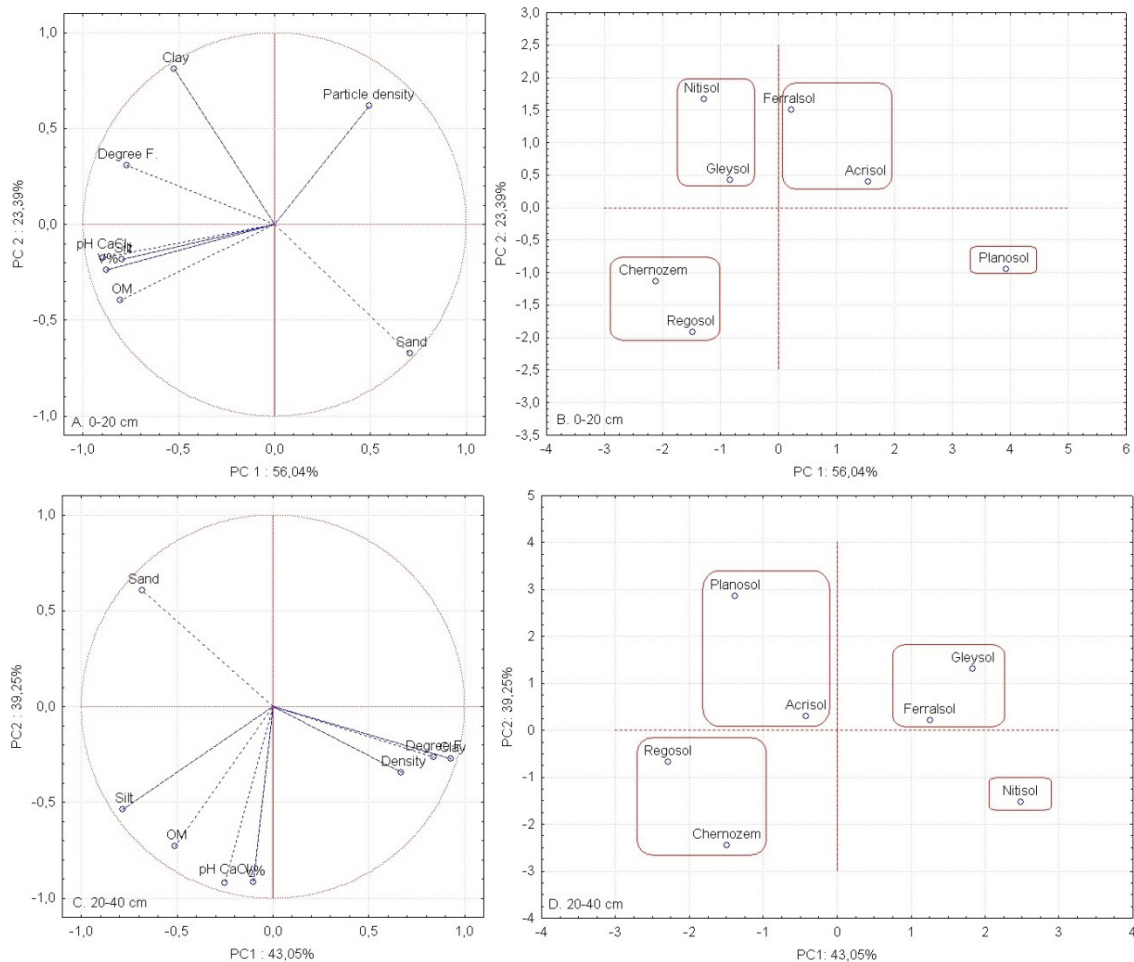 1,0
0,5
0,0
-0,5
-1,0
PC 2 : 23,39%
Clay
Particle density
Degree F.
pH CaCl₂
Silt
V%
OM
Sand
A. 0-20 cm
-1,0 -0,5 0,0 0,5 1,0
PC 1 : 56,04%
3,0
2,5
2,0
1,5
1,0
0,5
0,0
-0,5
-1,0
-1,5
-2,0
-2,5
-3,0
-3,5
PC 2: 23,39%
Nitisol
Ferralsol
Gleysol
Acrisol
Planosol
Chernozem
Regosol
B. 0-20 cm
-3 -2 -1 0 1 2 3 4 5 6
PC 1: 56,04%
1,0
0,5
0,0
-0,5
-1,0
PC2 : 39,25%
Sand
Degree F.
Clay
Density
Silt
OM
pH CaCl₂
V%
C. 20-40 cm
-1,0 -0,5 0,0 0,5 1,0
PC1 : 43,05%
5
4
3
2
1
0
-1
-2
-3
-4
PC2: 39,25%
Planosol
Gleysol
Acrisol
Ferralsol
Regosol
Nitisol
Chernozem
D. 20-40 cm
-4 -3 -2 -1 0 1 2 3 4
PC1: 43,05%